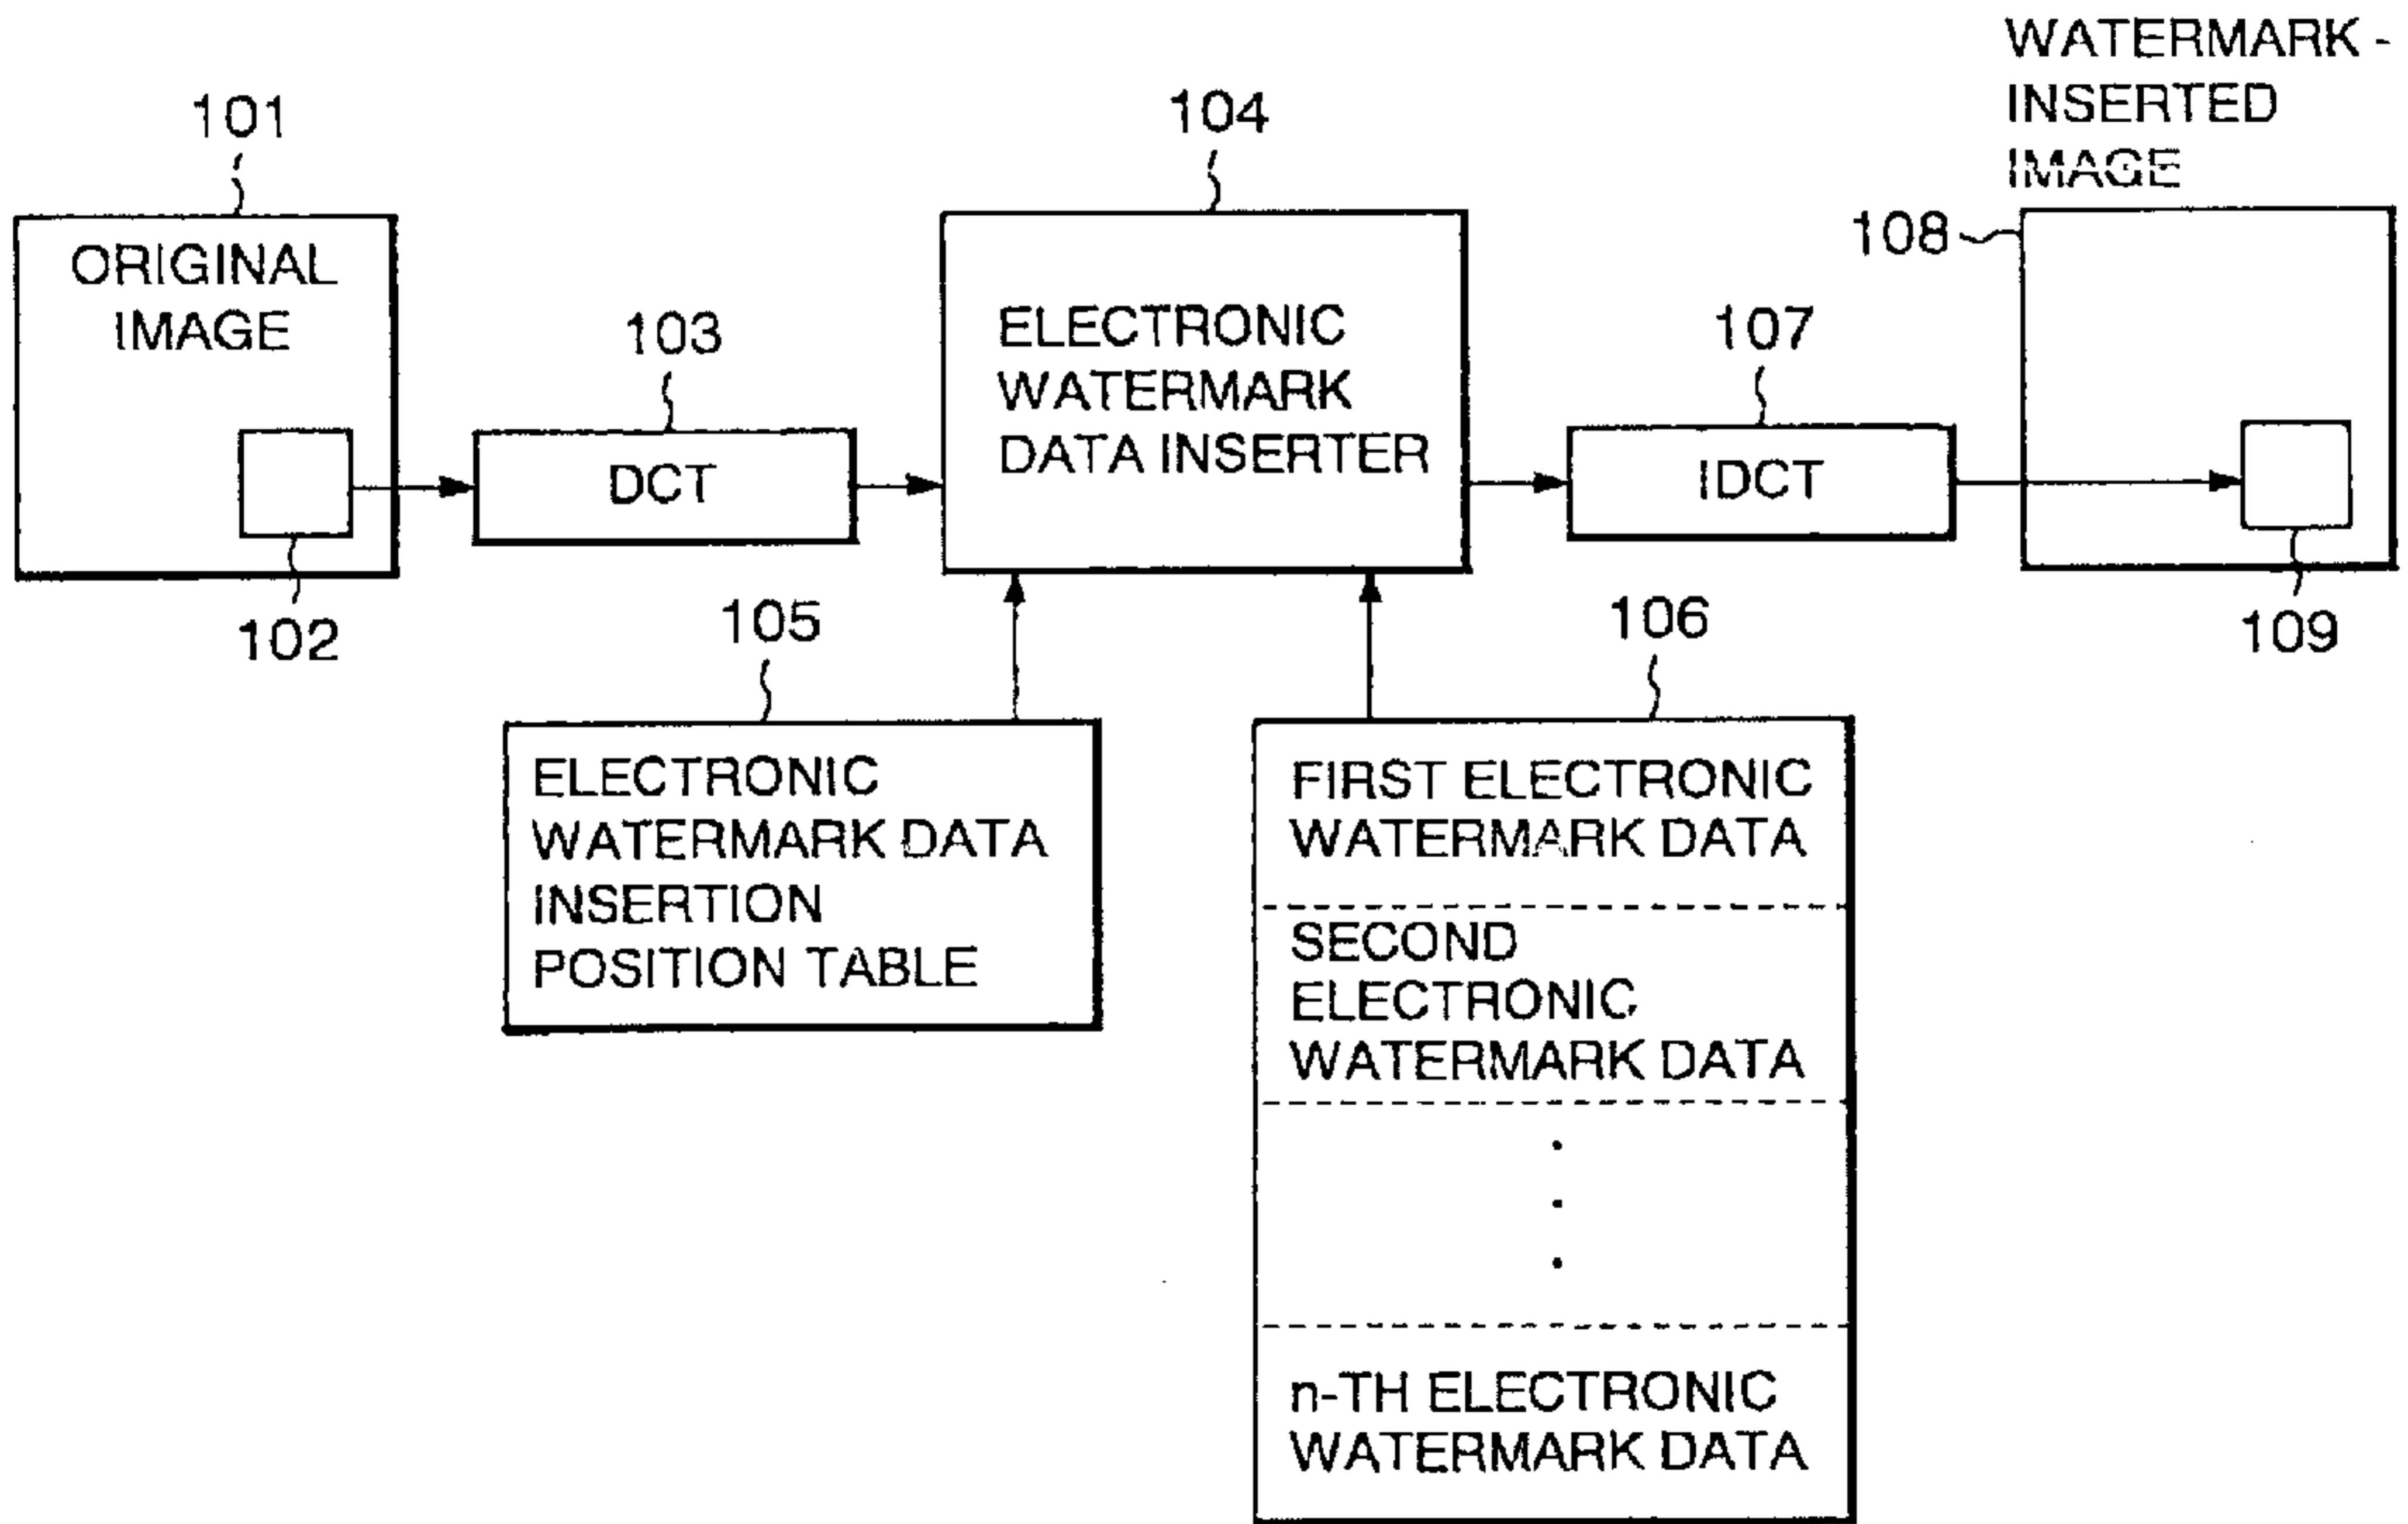 WATERMARK -
INSERTED
IMAGE
101
104
108
ORIGINAL
IMAGE
103
ELECTRONIC
WATERMARK
DATA INSERTER
107
DCT
IDCT
102
105
106
109
ELECTRONIC
WATERMARK DATA
INSERTION
POSITION TABLE
FIRST ELECTRONIC
WATERMARK DATA
SECOND
ELECTRONIC
WATERMARK DATA
n-TH ELECTRONIC
WATERMARK DATA